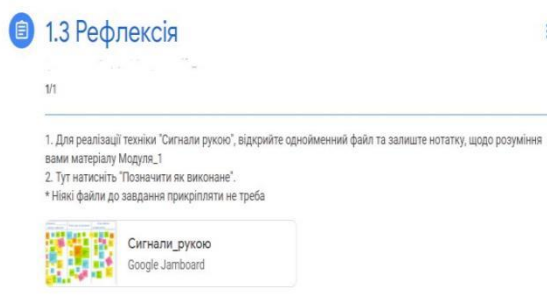 1.3 Рефлексія
1/1
1. Для реалізації техніки "Сигнали рукою", відкрийте однойменний файл та залиште нотатку, щодо розуміння
вами матеріалу Модуля_1
2. Тут натисніть "Позначити як виконане".
* Ніякі файли до завдання прикріпляти не треба
Сигнали_рукою
Google Jamboard